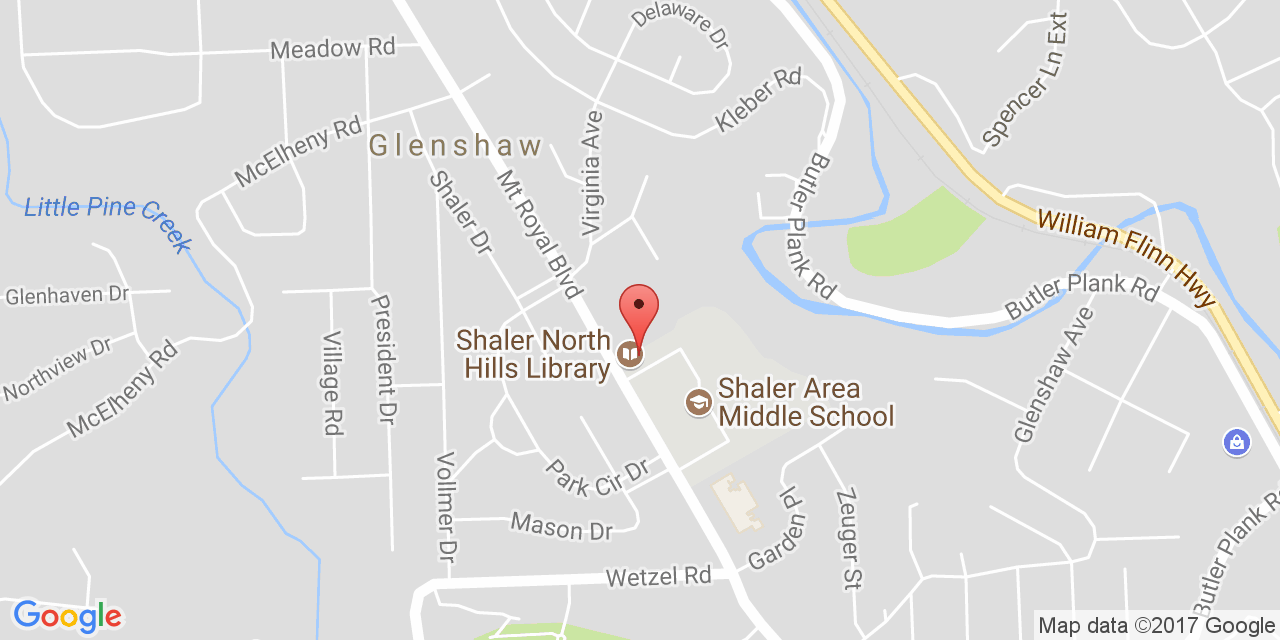 Delaware Dr
Meadow Rd
Spencer Ln Ext
Kleber Rd
McElheny Rd
Glenshaw
Virginia Ave
Butler Plank Rd
Shaler Dr
Mt Royal Blvd
Little Pine Creek
William Flinn Hwy
Glenhaven Dr
Butler Plank Rd
President Dr
Village Rd
Northview Dr
McElheny Rd
Shaler North
Hills Library
Glenshaw Ave
Shaler Area
Middle School
Park Cir Dr
Vollmer Dr
Mason Dr
Garden Pl
Zeuger St
Butler Plank Rd
Wetzel Rd
Google
Map data ©2017 Google